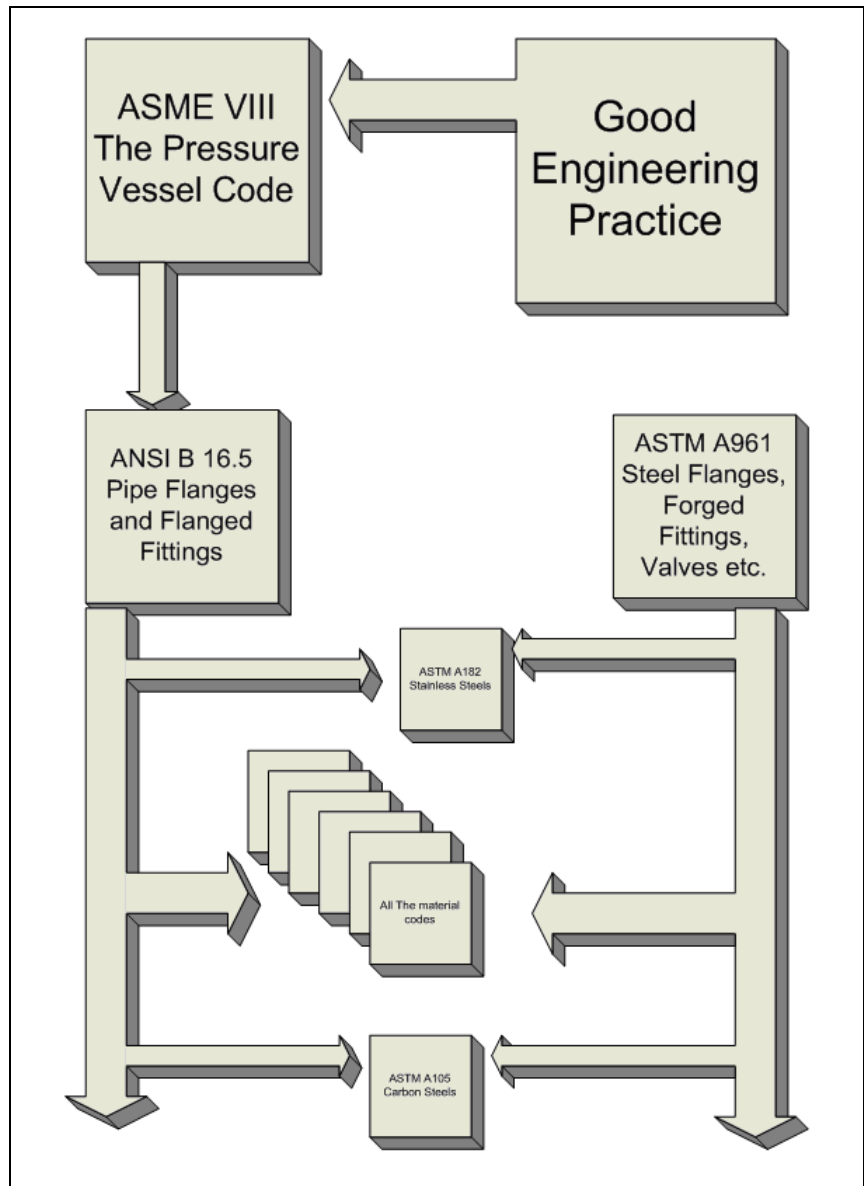 ASME VIII
The Pressure
Vessel Code
Good
Engineering
Practice
ANSI B 16.5
Pipe Flanges
and Flanged
Fittings
ASTM A961
Steel Flanges,
Forged
Fittings,
Valves etc.
ASTM A182
Stainless Steels
All The material
codes
ASTM A105
Carbon Steels